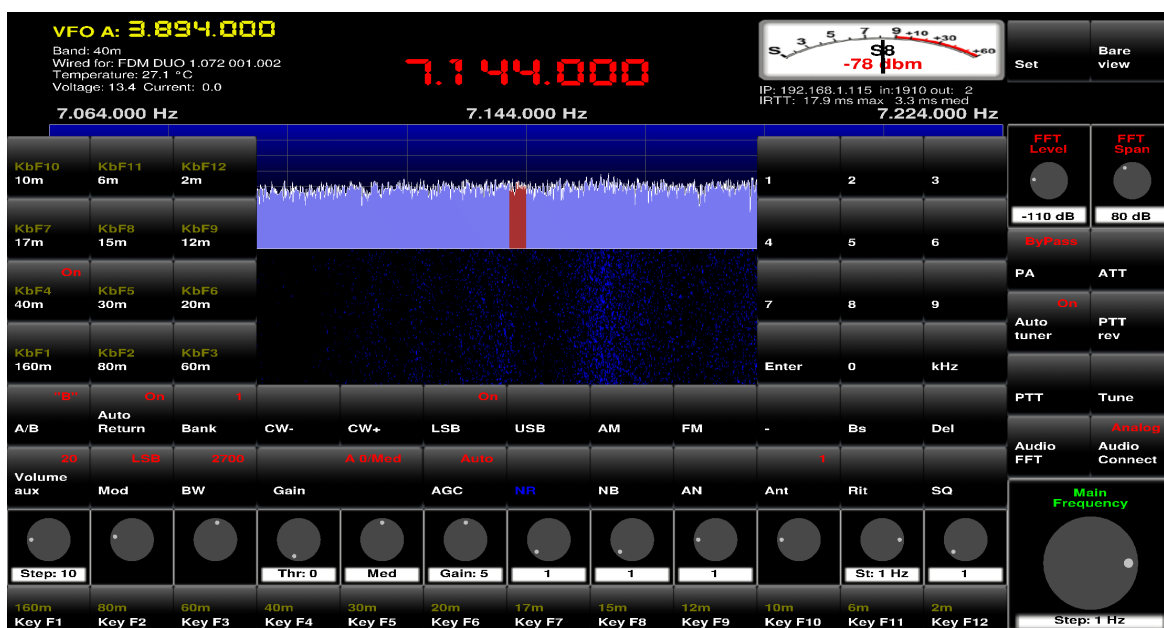 VFO A: 3.894.000
Band: 40m
Wired for: FDM DUO 1.072 001.002
Temperature: 27.1 °C
Voltage: 13.4 Current: 0.0
7.144.000
S 3 5 7 9 +10 +30 +60
S8
-78 dbm
IP: 192.168.1.115 in:1910 out: 2
IRTT: 17.9 ms max 3.3 ms med
Set
Bare
view
7.064.000 Hz 7.144.000 Hz 7.224.000 Hz
KbF10 KbF11 KbF12
10m 6m 2m
1 2 3
FFT FFT
Level Span
-110 dB 80 dB
KbF7 KbF8 KbF9
17m 15m 12m
4 5 6
ByPass
PA ATT
On
KbF4 KbF5 KbF6
40m 30m 20m
7 8 9
On
Auto PTT
tuner rev
KbF1 KbF2 KbF3
160m 80m 60m
Enter 0 kHz
PTT Tune
"B" On 1 On
Auto
A/B Return Bank CW- CW+ LSB USB AM FM - Bs Del
Analog
Audio Audio
FFT Connect
20 LSB 2700 Au/Med Auto 1
Volume
aux Mod BW Gain AGC NR NB AN Ant Rit SQ
Main
Frequency
Step: 10 Thr: 0 Med Gain: 5 1 1 1 St: 1 Hz 1
160m 80m 60m 40m 30m 20m 17m 15m 12m 10m 6m 2m
Key F1 Key F2 Key F3 Key F4 Key F5 Key F6 Key F7 Key F8 Key F9 Key F10 Key F11 Key F12
Step: 1 Hz